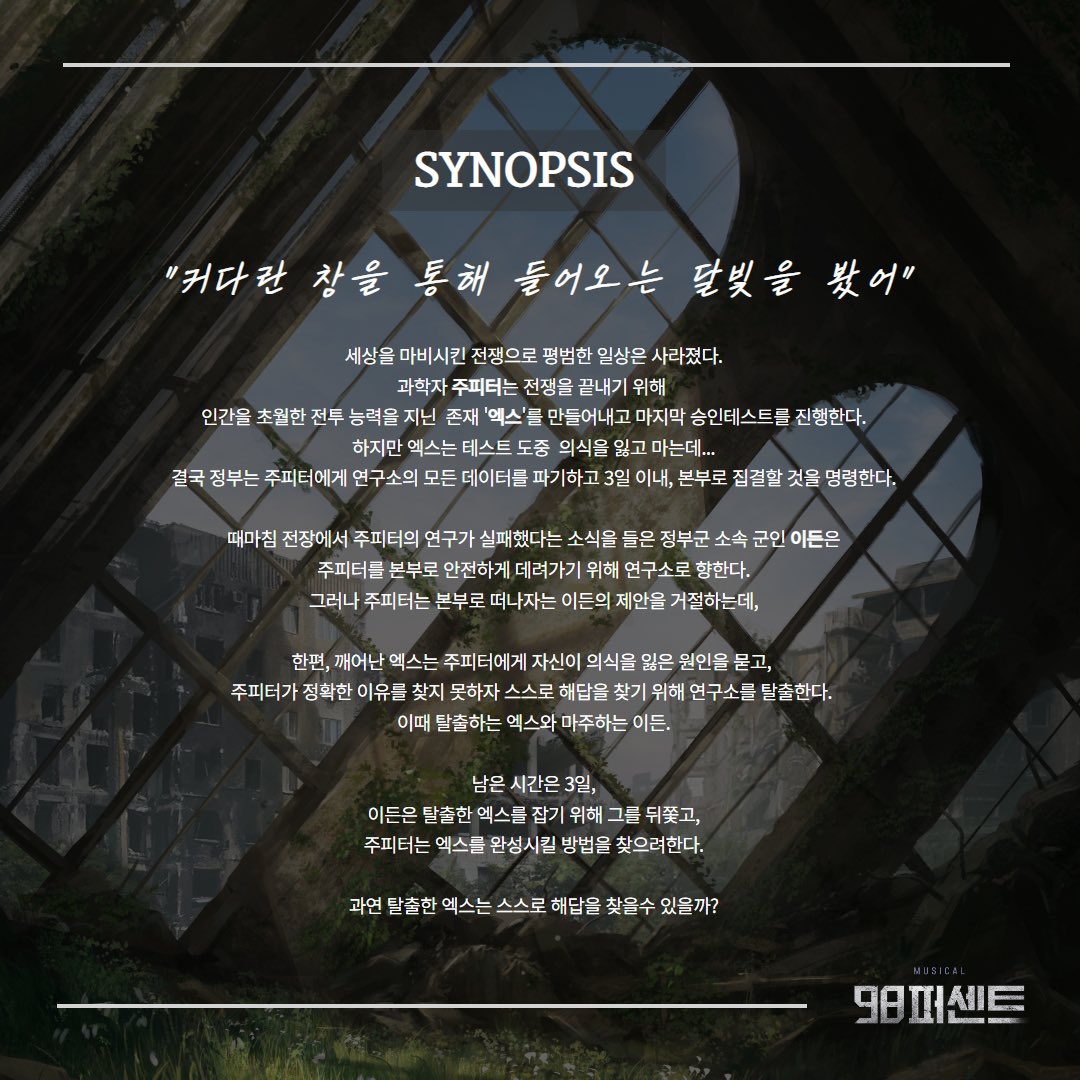 SYNOPSIS
"커다란 창을 통해 들어오는 달빛을 봤어"
세상을 마비시킨 전쟁으로 평범한 일상은 사라졌다.
과학자 주피터는 전쟁을 끝내기 위해
인간을 초월한 전투 능력을 지닌 존재 '엑스'를 만들어내고 마지막 승인테스트를 진행한다.
하지만 엑스는 테스트 도중 의식을 잃고 마는데...
결국 정부는 주피터에게 연구소의 모든 데이터를 파기하고 3일 이내, 본부로 집결할 것을 명령한다.
때마침 전장에서 주피터의 연구가 실패했다는 소식을 들은 정부군 소속 군인 이든은
주피터를 본부로 안전하게 데려가기 위해 연구소로 향한다.
그러나 주피터는 본부로 떠나자는 이든의 제안을 거절하는데,
한편, 깨어난 엑스는 주피터에게 자신이 의식을 잃은 원인을 묻고,
주피터가 정확한 이유를 찾지 못하자 스스로 해답을 찾기 위해 연구소를 탈출한다.
이때 탈출하는 엑스와 마주하는 이든.
남은 시간은 3일,
이든은 탈출한 엑스를 잡기 위해 그를 뒤쫓고,
주피터는 엑스를 완성시킬 방법을 찾으려한다.
과연 탈출한 엑스는 스스로 해답을 찾을수 있을까?
MUSICAL
98퍼센트